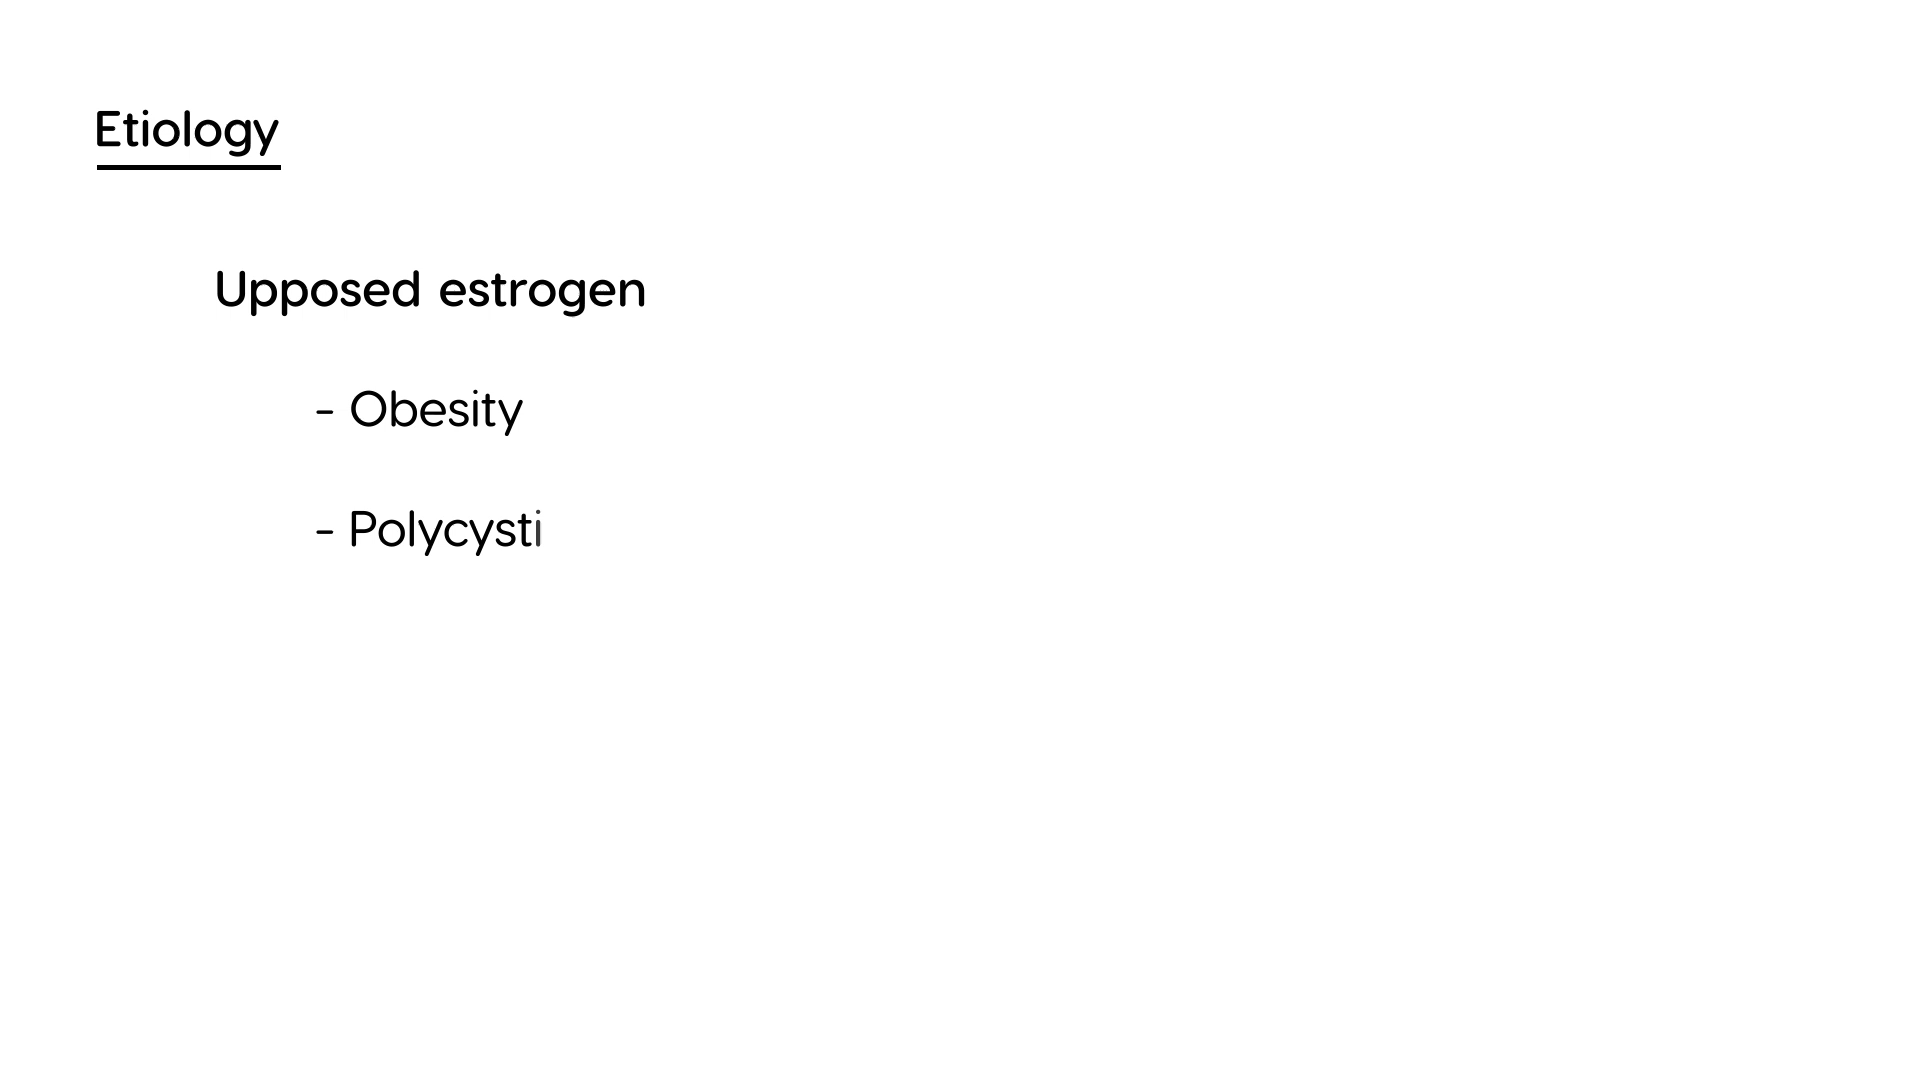 Etiology
Upposed estrogen
- Obesity
- Polycysti